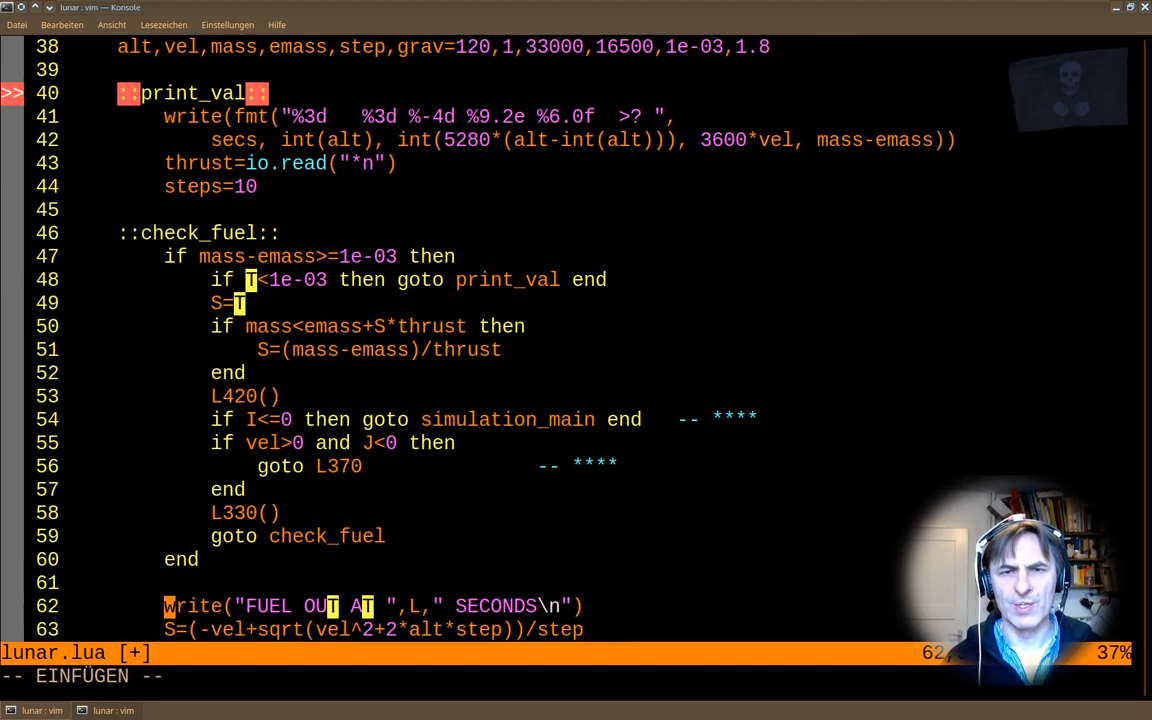 lunar : vim — Konsole
Datei Bearbeiten Ansicht Lesezeichen Einstellungen Hilfe
38 alt,vel,mass,emass,step,grav=120,1,33000,16500,1e-03,1.8
39
>> 40 ::print_val::
41 write(fmt("%3d   %3d %-4d %9.2e %6.0f  >? ",
42 secs, int(alt), int(5280*(alt-int(alt))), 3600*vel, mass-emass))
43 thrust=io.read("*n")
44 steps=10
45
46 ::check_fuel::
47 if mass-emass>=1e-03 then
48 if T<1e-03 then goto print_val end
49 S=T
50 if mass<emass+S*thrust then
51 S=(mass-emass)/thrust
52 end
53 L420()
54 if I<=0 then goto simulation_main end   -- ****
55 if vel>0 and J<0 then
56 goto L370               -- ****
57 end
58 L330()
59 goto check_fuel
60 end
61
62 write("FUEL OUT AT ",L," SECONDS\n")
63 S=(-vel+sqrt(vel^2+2*alt*step))/step
lunar.lua [+] 62, 37%
-- EINFÜGEN --
lunar : vim lunar : vim